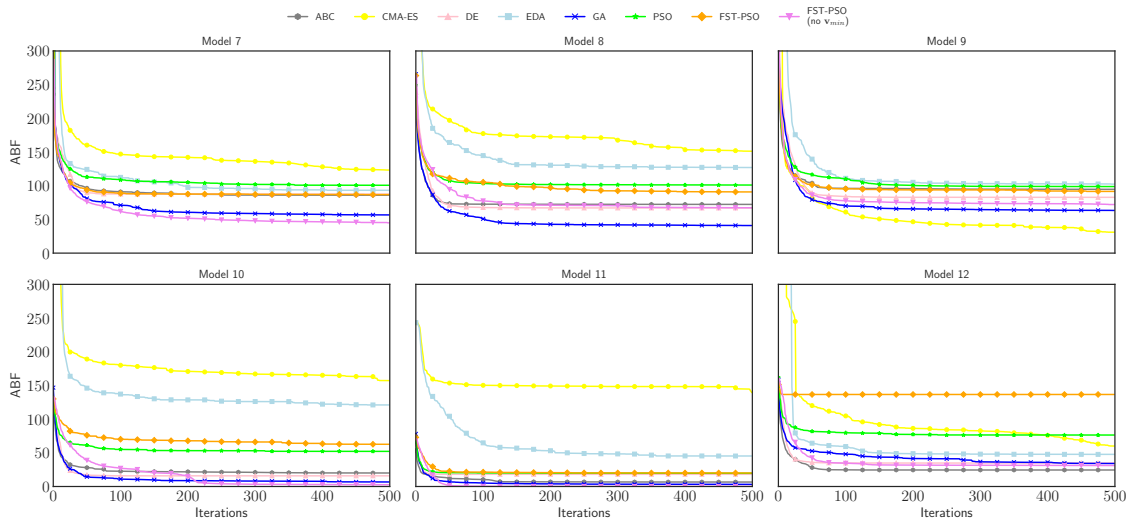 ABC CMA-ES DE EDA GA PSO FST-PSO FST-PSO
(no v_min)
Model 7 Model 8 Model 9
300
250
200
150
100
50
0
ABF
Model 10 Model 11 Model 12
300
250
200
150
100
50
0
ABF
0 100 200 300 400 500 0 100 200 300 400 500 0 100 200 300 400 500
Iterations Iterations Iterations